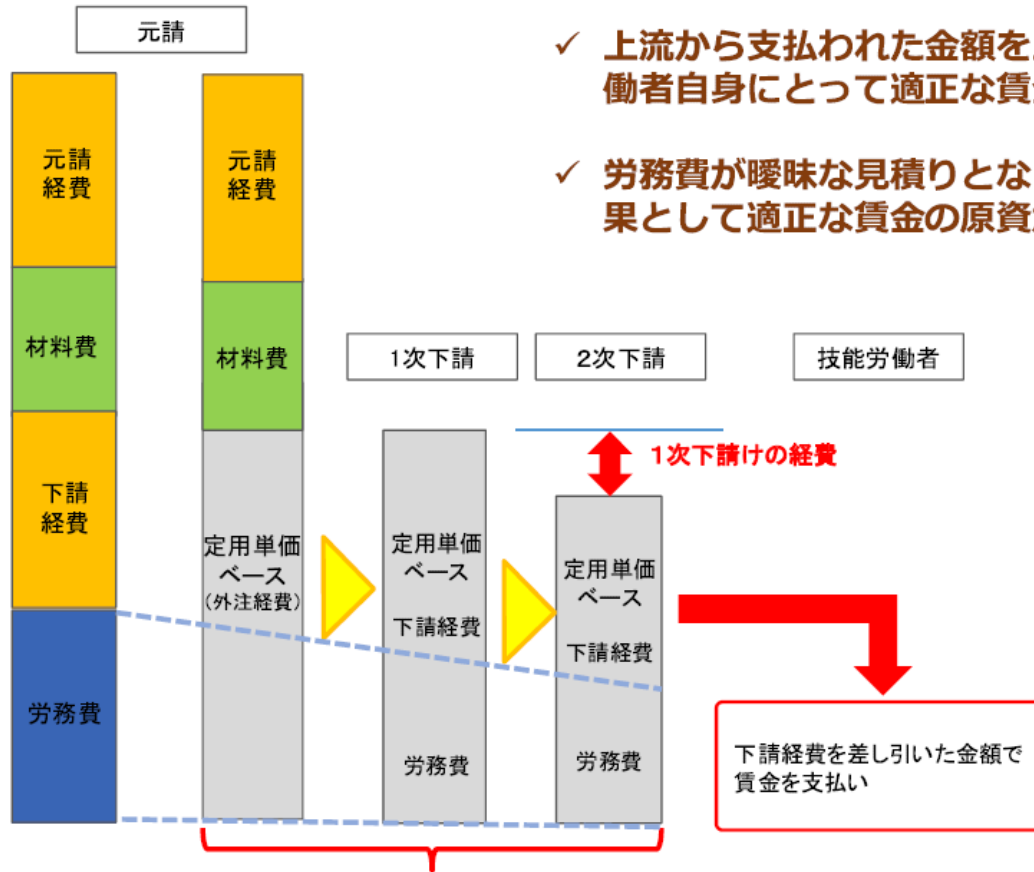 元請
✓ 上流から支払われた金額を
働者自身にとって適正な賃
✓ 労務費が曖昧な見積りとな
果として適正な賃金の原資
元請
経費
材料費
下請
経費
労務費
元請
経費
材料費
定用単価
ベース
(外注経費)
1次下請
定用単価
ベース
下請経費
労務費
2次下請
1次下請けの経費
定用単価
ベース
下請経費
労務費
技能労働者
下請経費を差し引いた金額で
賃金を支払い